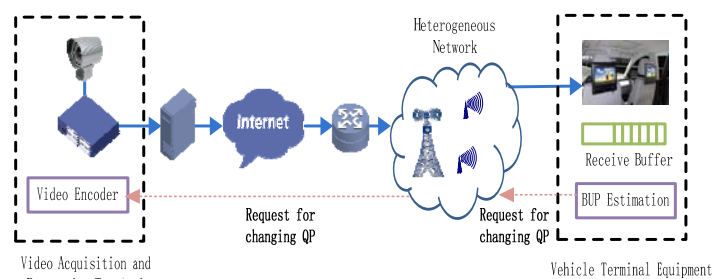 Heterogeneous
Network
Internet
Receive Buffer
Video Encoder
BUP Estimation
Request for
changing QP
Request for
changing QP
Video Acquisition and
Vehicle Terminal Equipment